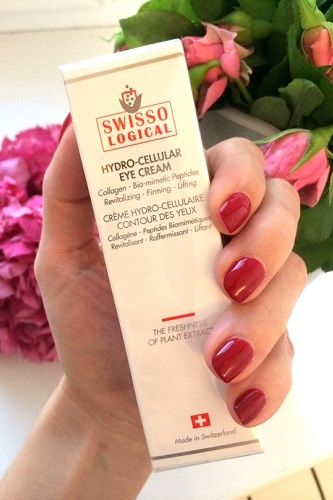 SWISSO
LOGICAL
HYDRO-CELLULAR
EYE CREAM
Collagen - Bio-mimetic Peptides
Revitalizing - Firming - Lifting
CRÈME HYDRO-CELLULAIRE
CONTOUR DES YEUX
Collagène - Peptides Biomimétiques
Revitalisant - Raffermissant - Liftant
THE FRESHNESS
OF PLANT EXTRACT
Made in Switzerland